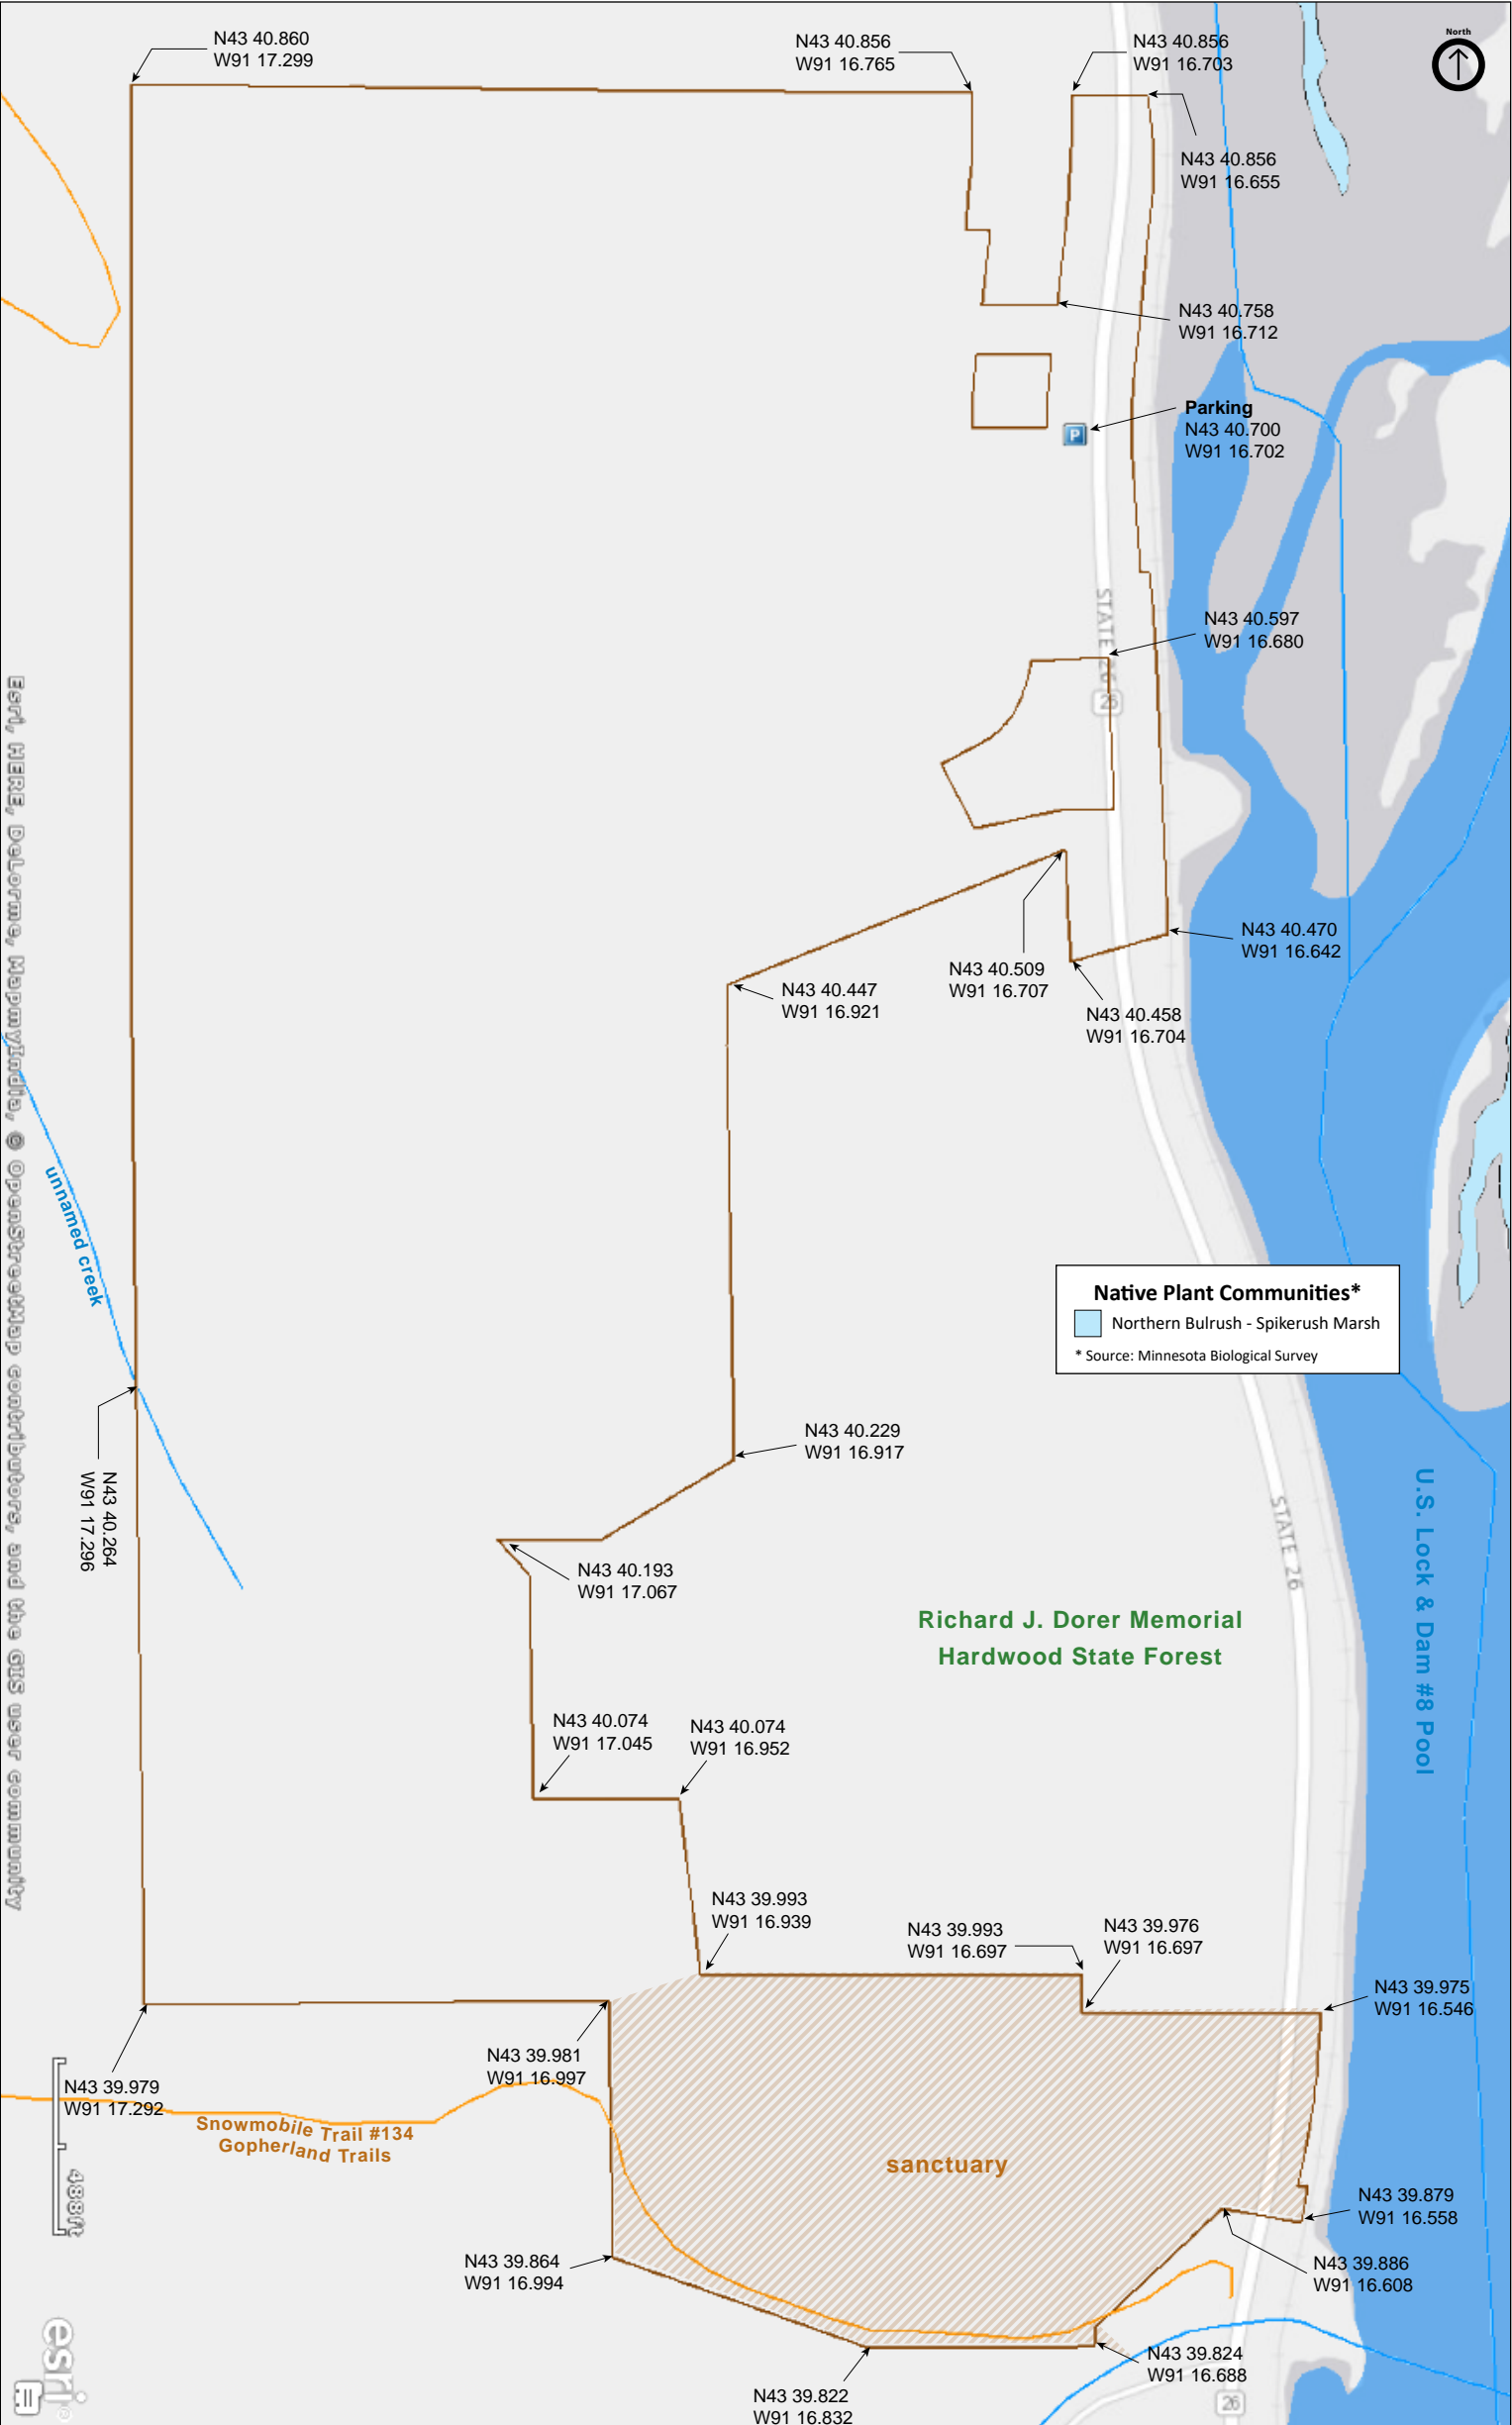 North
N43 40.860
W91 17.299
N43 40.856
W91 16.765
N43 40.856
W91 16.703
N43 40.856
W91 16.655
N43 40.758
W91 16.712
Parking
N43 40.700
W91 16.702
P
STATE 26
N43 40.597
W91 16.680
26
N43 40.470
W91 16.642
N43 40.509
W91 16.707
N43 40.447
W91 16.921
N43 40.458
W91 16.704
unnamed creek
Native Plant Communities*
Northern Bulrush - Spikerush Marsh
* Source: Minnesota Biological Survey
N43 40.229
W91 16.917
N43 40.264
W91 17.296
STATE 26
U.S. Lock & Dam #8 Pool
N43 40.193
W91 17.067
Richard J. Dorer Memorial
Hardwood State Forest
N43 40.074
W91 17.045
N43 40.074
W91 16.952
N43 39.993
W91 16.939
N43 39.993
W91 16.697
N43 39.976
W91 16.697
N43 39.975
W91 16.546
N43 39.981
W91 16.997
N43 39.979
W91 17.292
Snowmobile Trail #134
Gopherland Trails
sanctuary
488ft
N43 39.879
W91 16.558
N43 39.864
W91 16.994
N43 39.886
W91 16.608
N43 39.824
W91 16.688
N43 39.822
W91 16.832
26
Esri, HERE, DeLorme, MapmyIndia, © OpenStreetMap contributors, and the GIS user community
esri